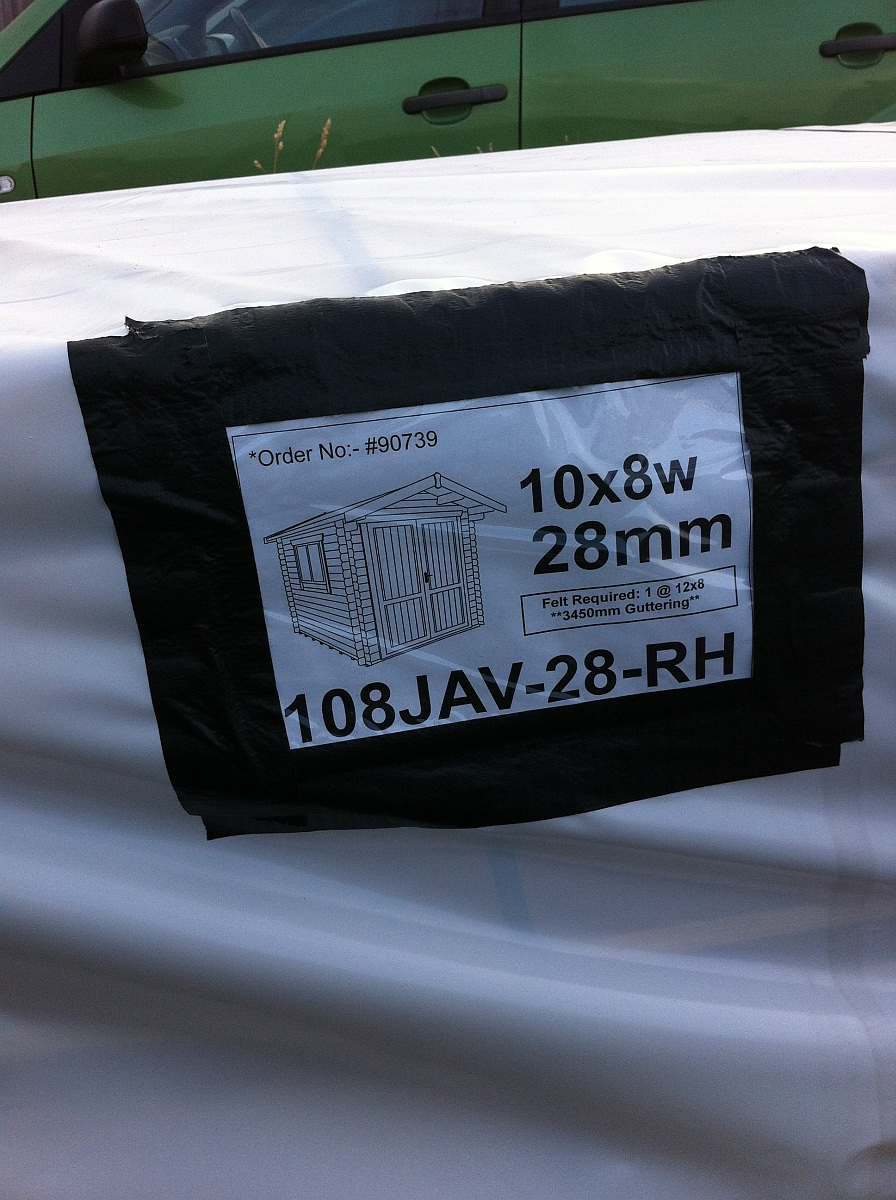 *Order No:- #90739
10x8w
28mm
Felt Required: 1 @ 12x8
**3450mm Guttering**
108JAV-28-RH